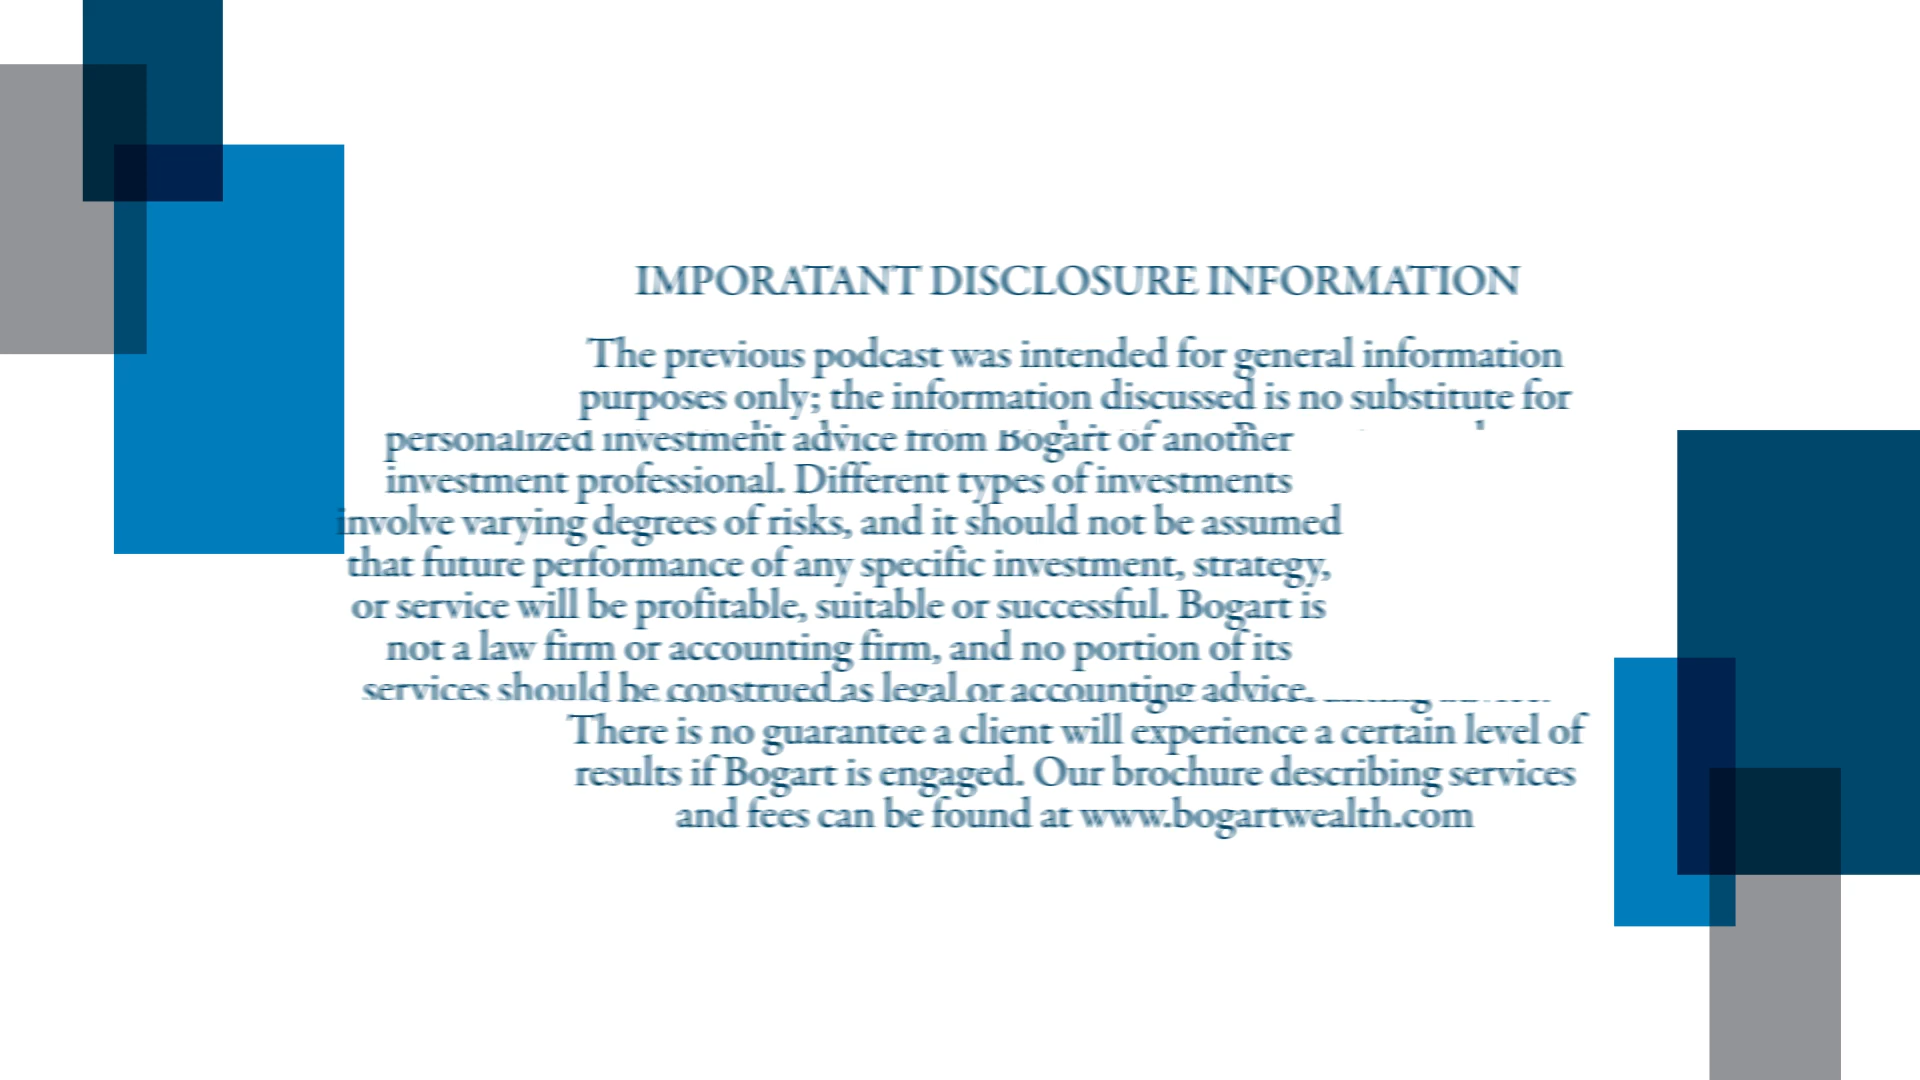 IMPORATANT DISCLOSURE INFORMATION
The previous podcast was intended for general information
purposes only; the information discussed is no substitute for
personalized investment advice from Bogart of another
investment professional. Different types of investments
involve varying degrees of risks, and it should not be assumed
that future performance of any specific investment, strategy,
or service will be profitable, suitable or successful. Bogart is
not a law firm or accounting firm, and no portion of its
services should be construed as legal or accounting advice.
There is no guarantee a client will experience a certain level of
results if Bogart is engaged. Our brochure describing services
and fees can be found at www.bogartwealth.com